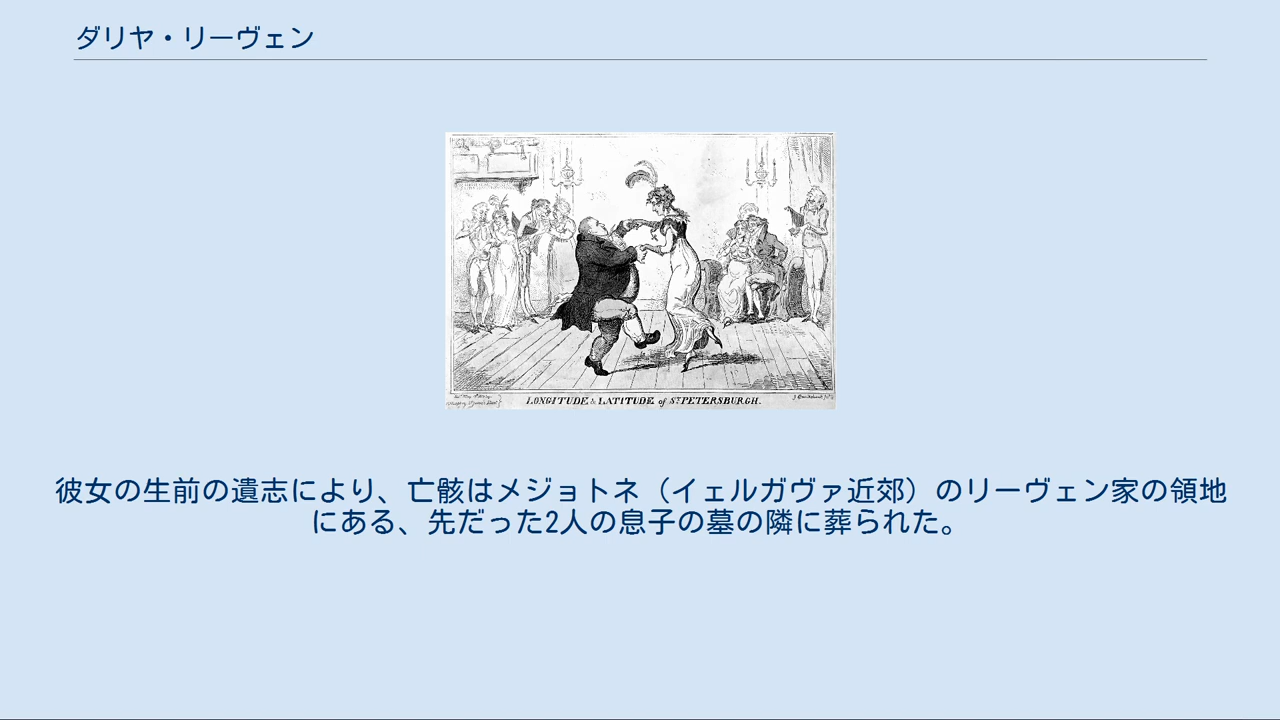 ダリヤ・リーヴェン
LONGITUDE & LATITUDE of ST PETERSBURGH.
彼女の生前の遺志により、亡骸はメジョトネ（イェルガヴァ近郊）のリーヴェン家の領地
にある、先だった2人の息子の墓の隣に葬られた。